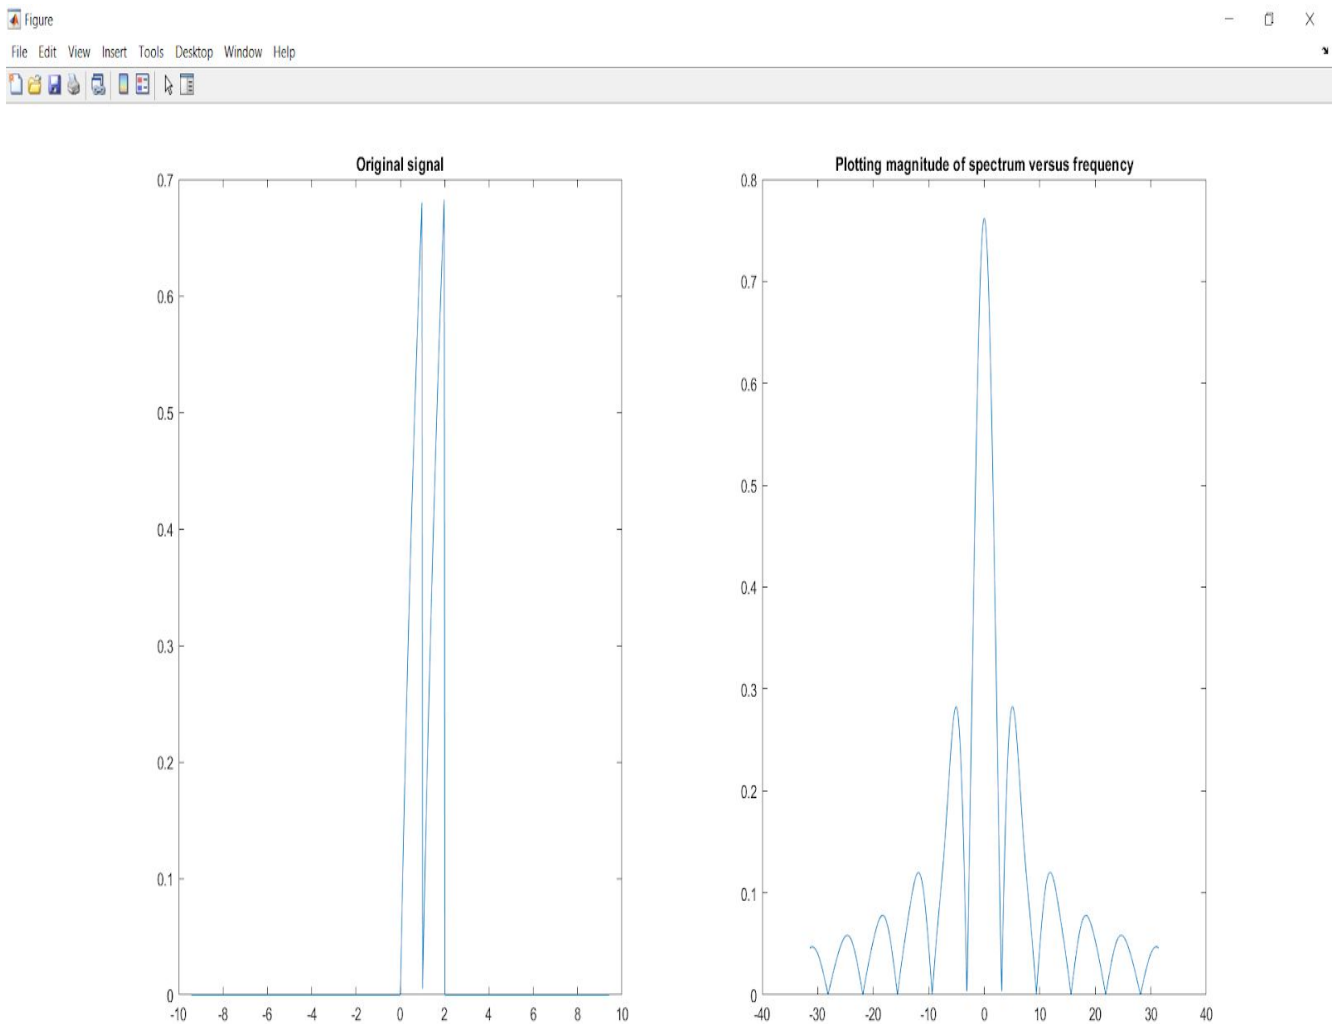 Figure
File Edit View Insert Tools Desktop Window Help
Original signal
0.7
0.6
0.5
0.4
0.3
0.2
0.1
0
-10 -8 -6 -4 -2 0 2 4 6 8 10
Plotting magnitude of spectrum versus frequency
0.8
0.7
0.6
0.5
0.4
0.3
0.2
0.1
0
-40 -30 -20 -10 0 10 20 30 40